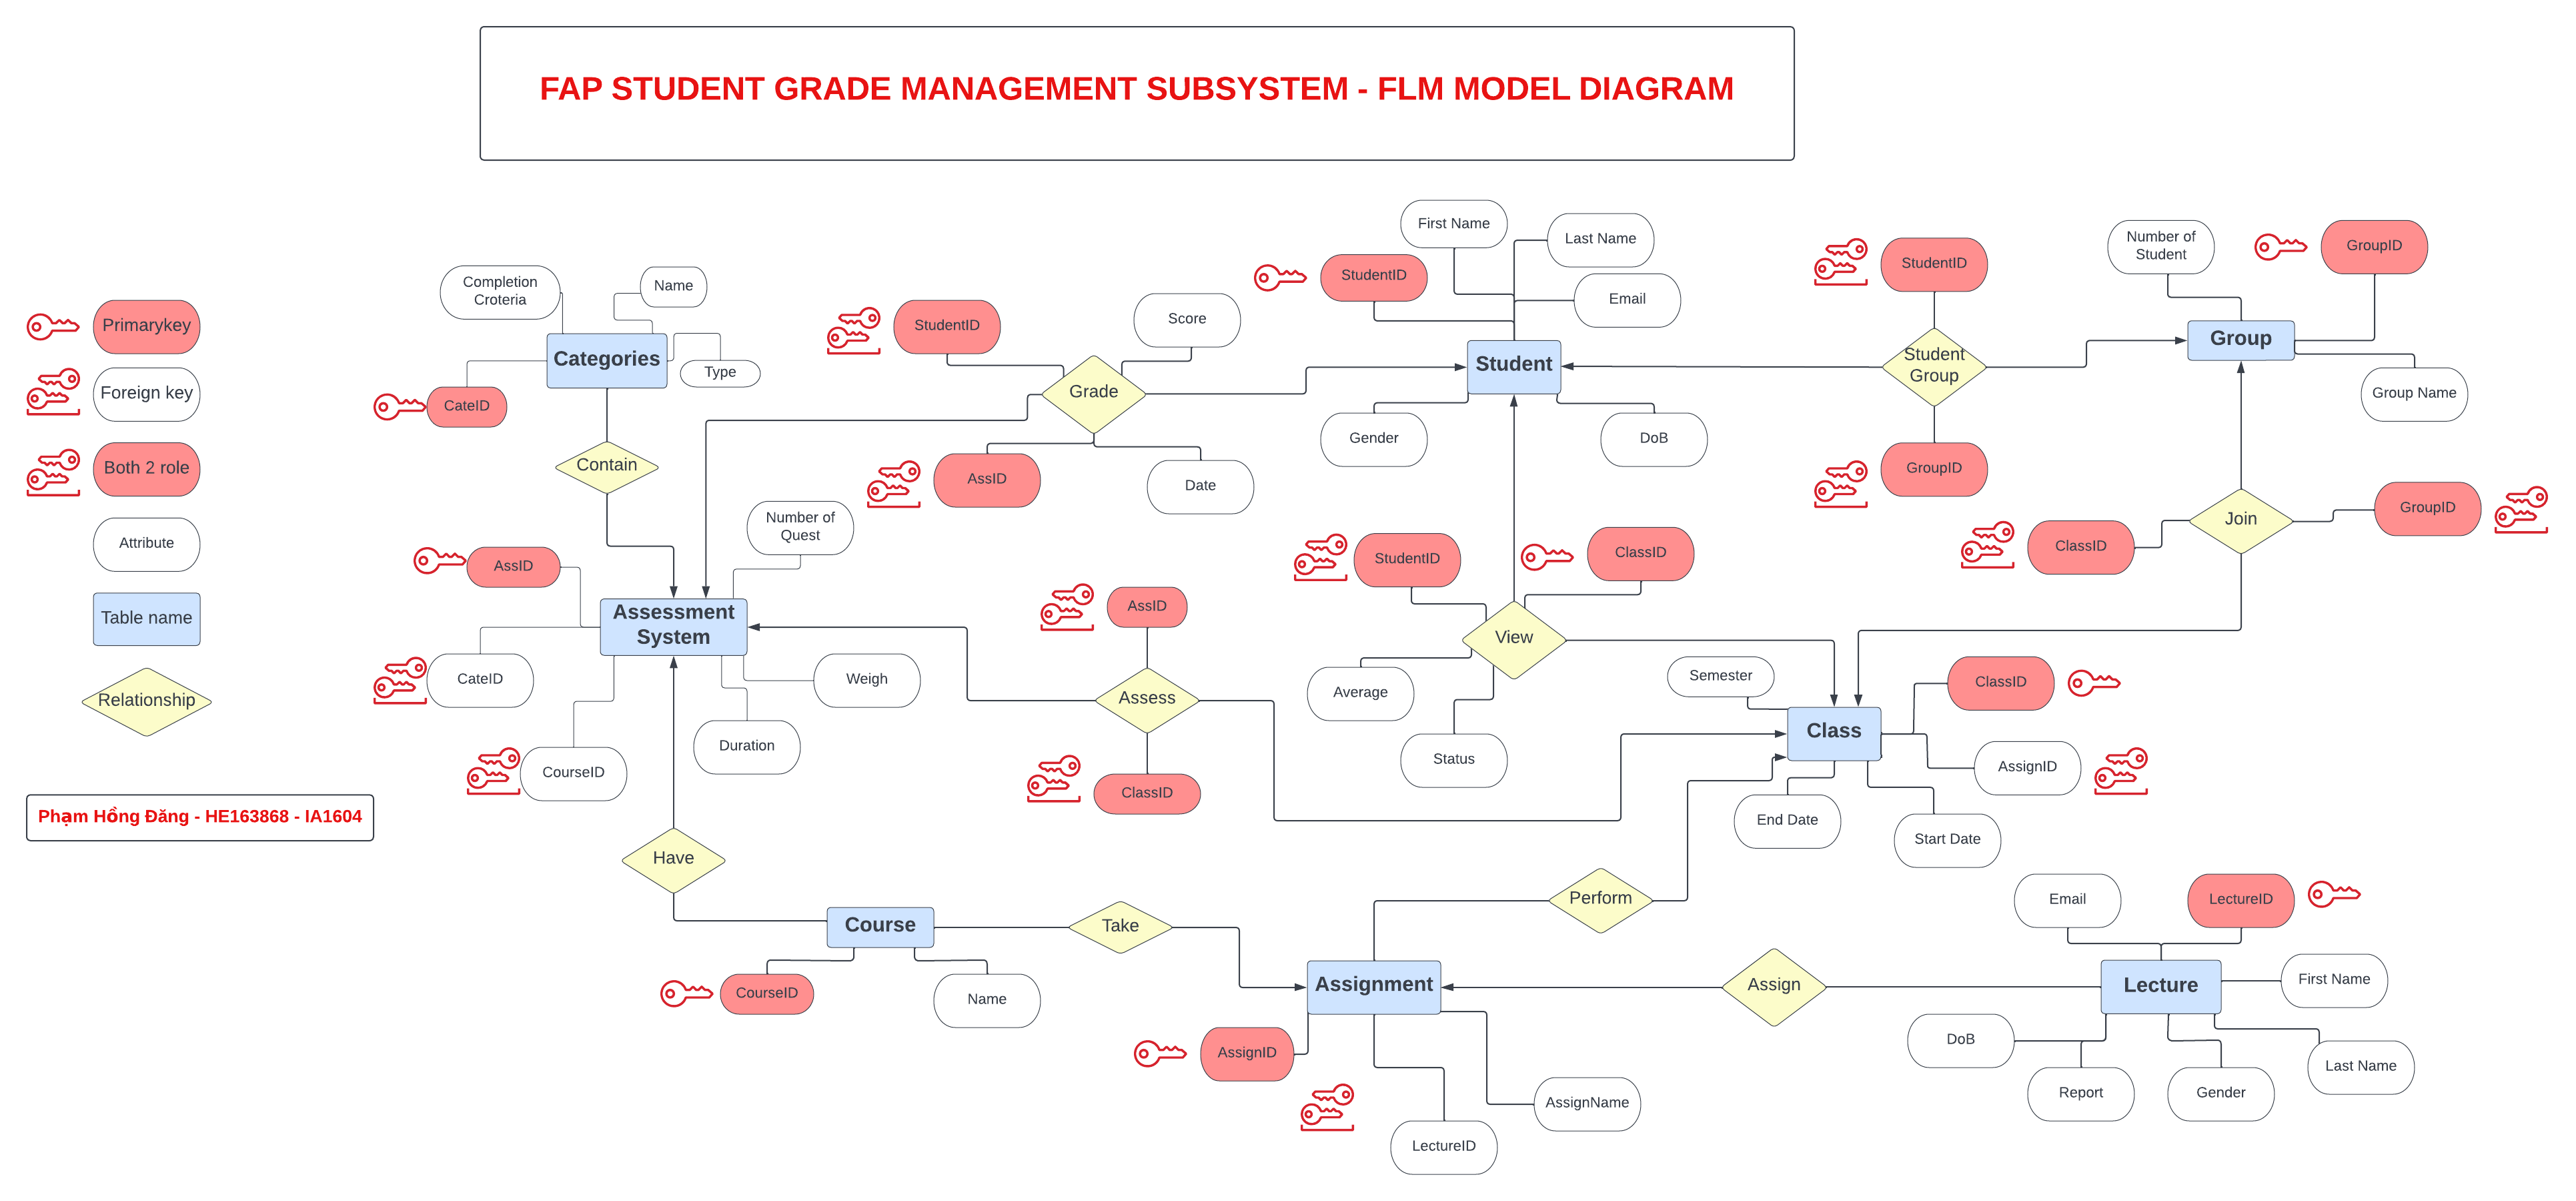 FAP STUDENT GRADE MANAGEMENT SUBSYSTEM - FLM MODEL DIAGRAM
Primarykey
Foreign key
Both 2 role
Attribute
Table name
Relationship
Phạm Hồng Đăng - HE163868 - IA1604
Completion
Croteria
Name
Categories
Type
CateID
Contain
StudentID
Score
Grade
AssID
Date
First Name
Last Name
StudentID
Email
Student
Gender
DoB
StudentID
Student
Group
GroupID
Number of
Student
GroupID
Group
Group Name
Join
GroupID
ClassID
Number of
Quest
AssID
Assessment
System
CateID
Weigh
Duration
CourseID
AssID
Assess
ClassID
StudentID
ClassID
View
Average
Status
Semester
ClassID
Class
AssignID
End Date
Start Date
Have
Course
Take
CourseID
Name
Perform
Assignment
Assign
AssignID
AssignName
LectureID
Email
LectureID
Lecture
First Name
DoB
Last Name
Report
Gender